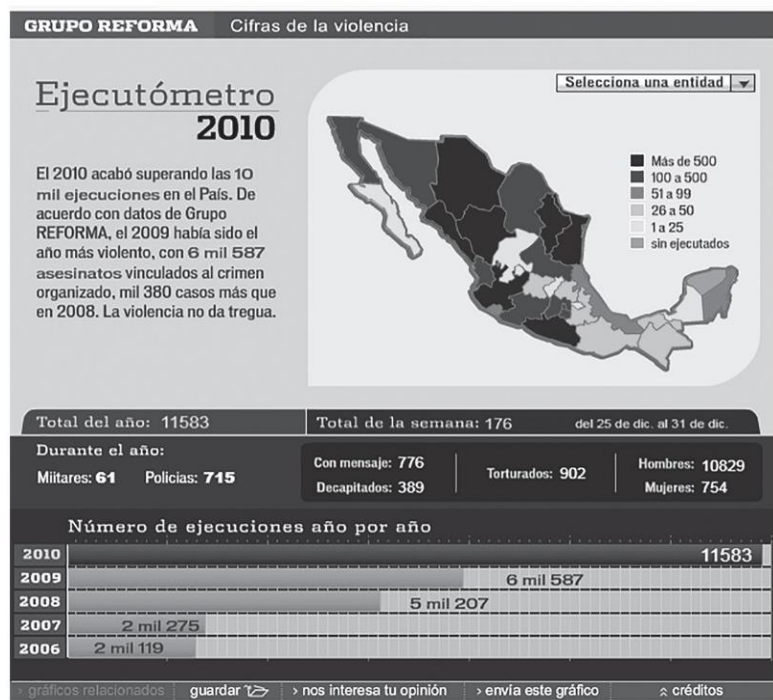 GRUPO REFORMA Cifras de la violencia
Ejecutómetro
2010
El 2010 acabó superando las 10
mil ejecuciones en el País. De
acuerdo con datos de Grupo
REFORMA, el 2009 había sido el
año más violento, con 6 mil 587
asesinatos vinculados al crimen
organizado, mil 380 casos más que
en 2008. La violencia no da tregua.
Selecciona una entidad
Más de 500
100 a 500
51 a 99
26 a 50
1 a 25
sin ejecutados
Total del año: 11583
Total de la semana: 176 del 25 de dic. al 31 de dic.
Durante el año:
Miitares: 61 Policias: 715
Con mensaje: 776
Decapitados: 389
Torturados: 902
Hombres: 10829
Mujeres: 754
Número de ejecuciones año por año
2010 11583
2009 6 mil 587
2008 5 mil 207
2007 2 mil 275
2006 2 mil 119
› gráficos relacionados guardar › nos interesa tu opinión › envía este gráfico créditos